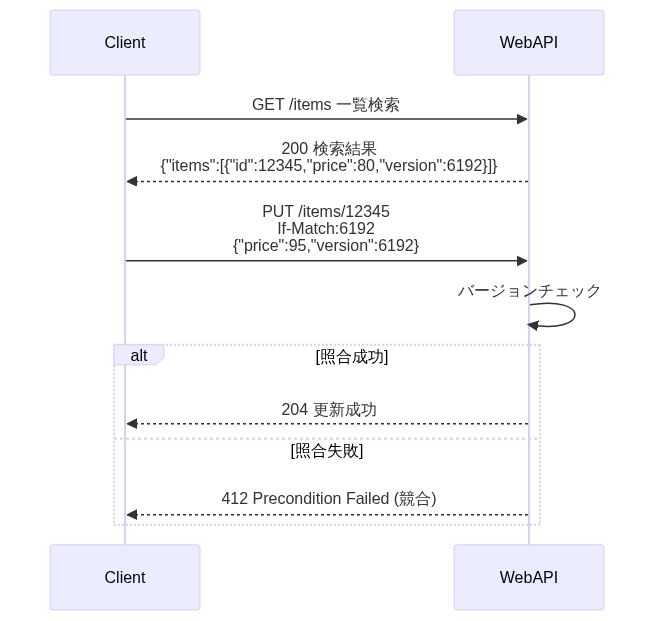 Client
WebAPI
GET /items 一覧検索
200 検索結果
{"items":[{"id":12345,"price":80,"version":6192}]}
PUT /items/12345
If-Match:6192
{"price":95,"version":6192}
バージョンチェック
alt
[照合成功]
204 更新成功
[照合失敗]
412 Precondition Failed (競合)
Client
WebAPI